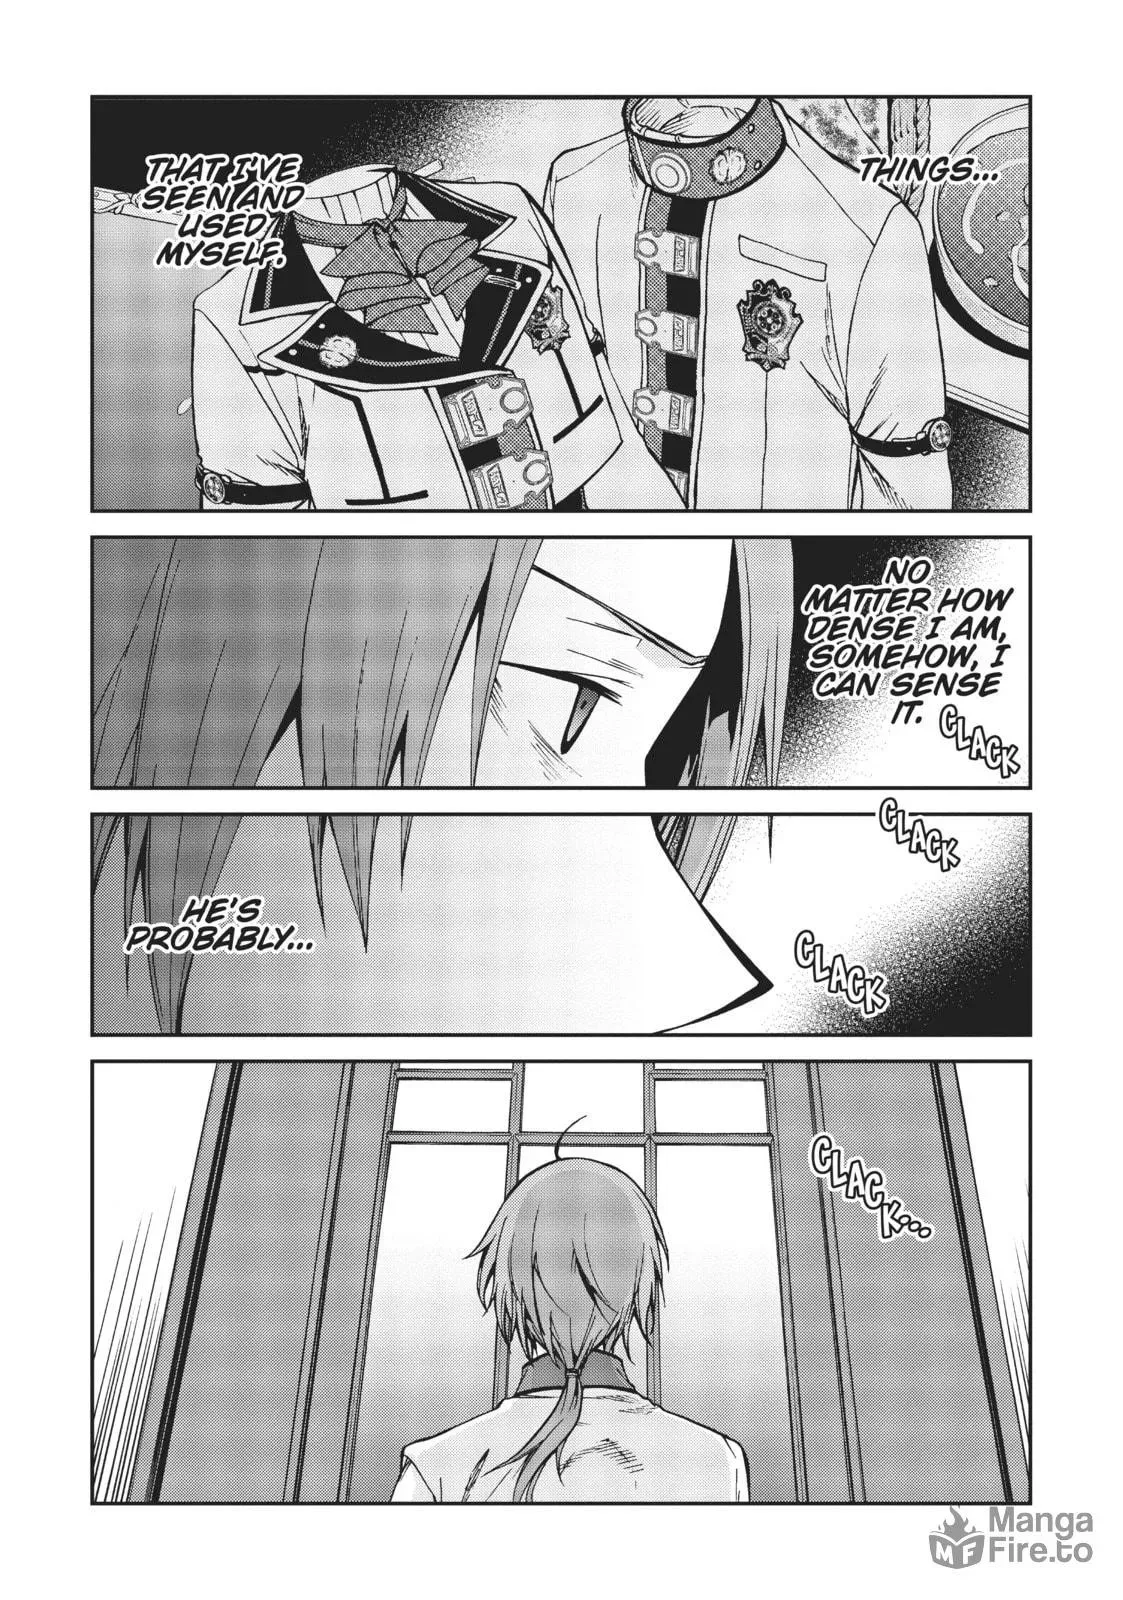 THINGS...
THAT I'VE
SEEN AND
USED
MYSELF.
NO
MATTER HOW
DENSE I AM,
SOMEHOW, I
CAN SENSE
IT.
CLACK
CLACK
HE'S
PROBABLY...
CLACK
CLACK...
Manga
Fire.to
MF